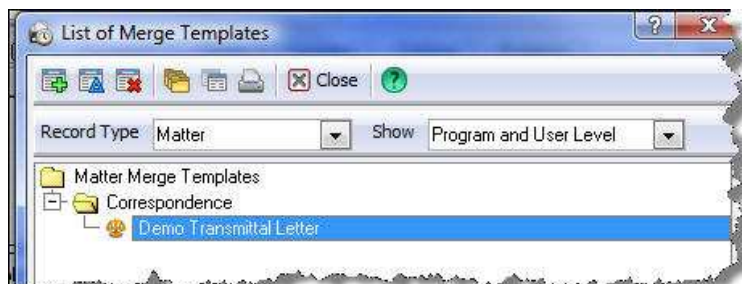 List of Merge Templates
Close
Record Type Matter Show Program and User Level
Matter Merge Templates
Correspondence
Demo Transmittal Letter